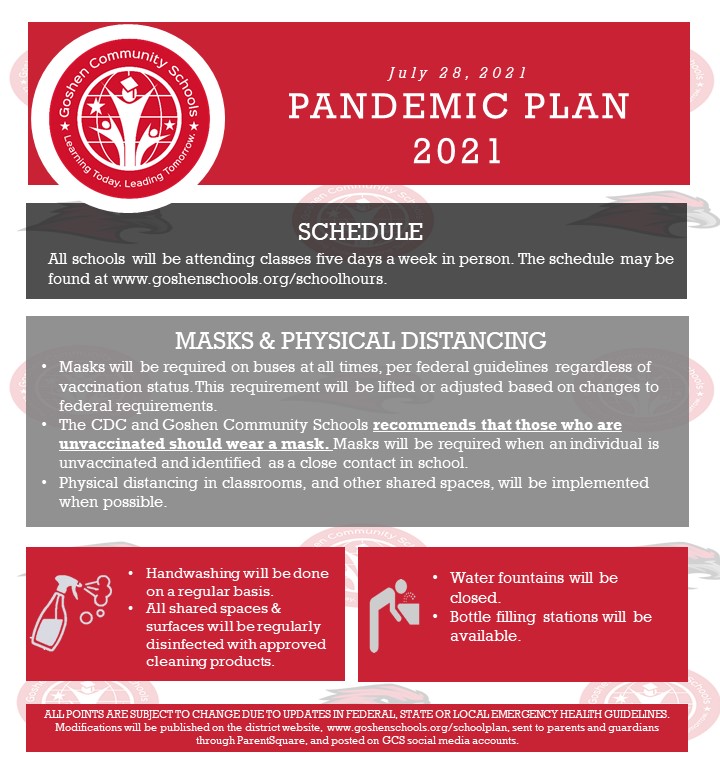 Goshen Community Schools
Learning Today. Leading Tomorrow.
July 28, 2021
PANDEMIC PLAN
2021
SCHEDULE
All schools will be attending classes five days a week in person. The schedule may be
found at www.goshenschools.org/schoolhours.
MASKS & PHYSICAL DISTANCING
• Masks will be required on buses at all times, per federal guidelines regardless of
vaccination status. This requirement will be lifted or adjusted based on changes to
federal requirements.
• The CDC and Goshen Community Schools recommends that those who are
unvaccinated should wear a mask. Masks will be required when an individual is
unvaccinated and identified as a close contact in school.
• Physical distancing in classrooms, and other shared spaces, will be implemented
when possible.
• Handwashing will be done
on a regular basis.
• All shared spaces &
surfaces will be regularly
disinfected with approved
cleaning products.
• Water fountains will be
closed.
• Bottle filling stations will be
available.
ALL POINTS ARE SUBJECT TO CHANGE DUE TO UPDATES IN FEDERAL, STATE OR LOCAL EMERGENCY HEALTH GUIDELINES.
Modifications will be published on the district website, www.goshenschools.org/schoolplan, sent to parents and guardians
through ParentSquare, and posted on GCS social media accounts.